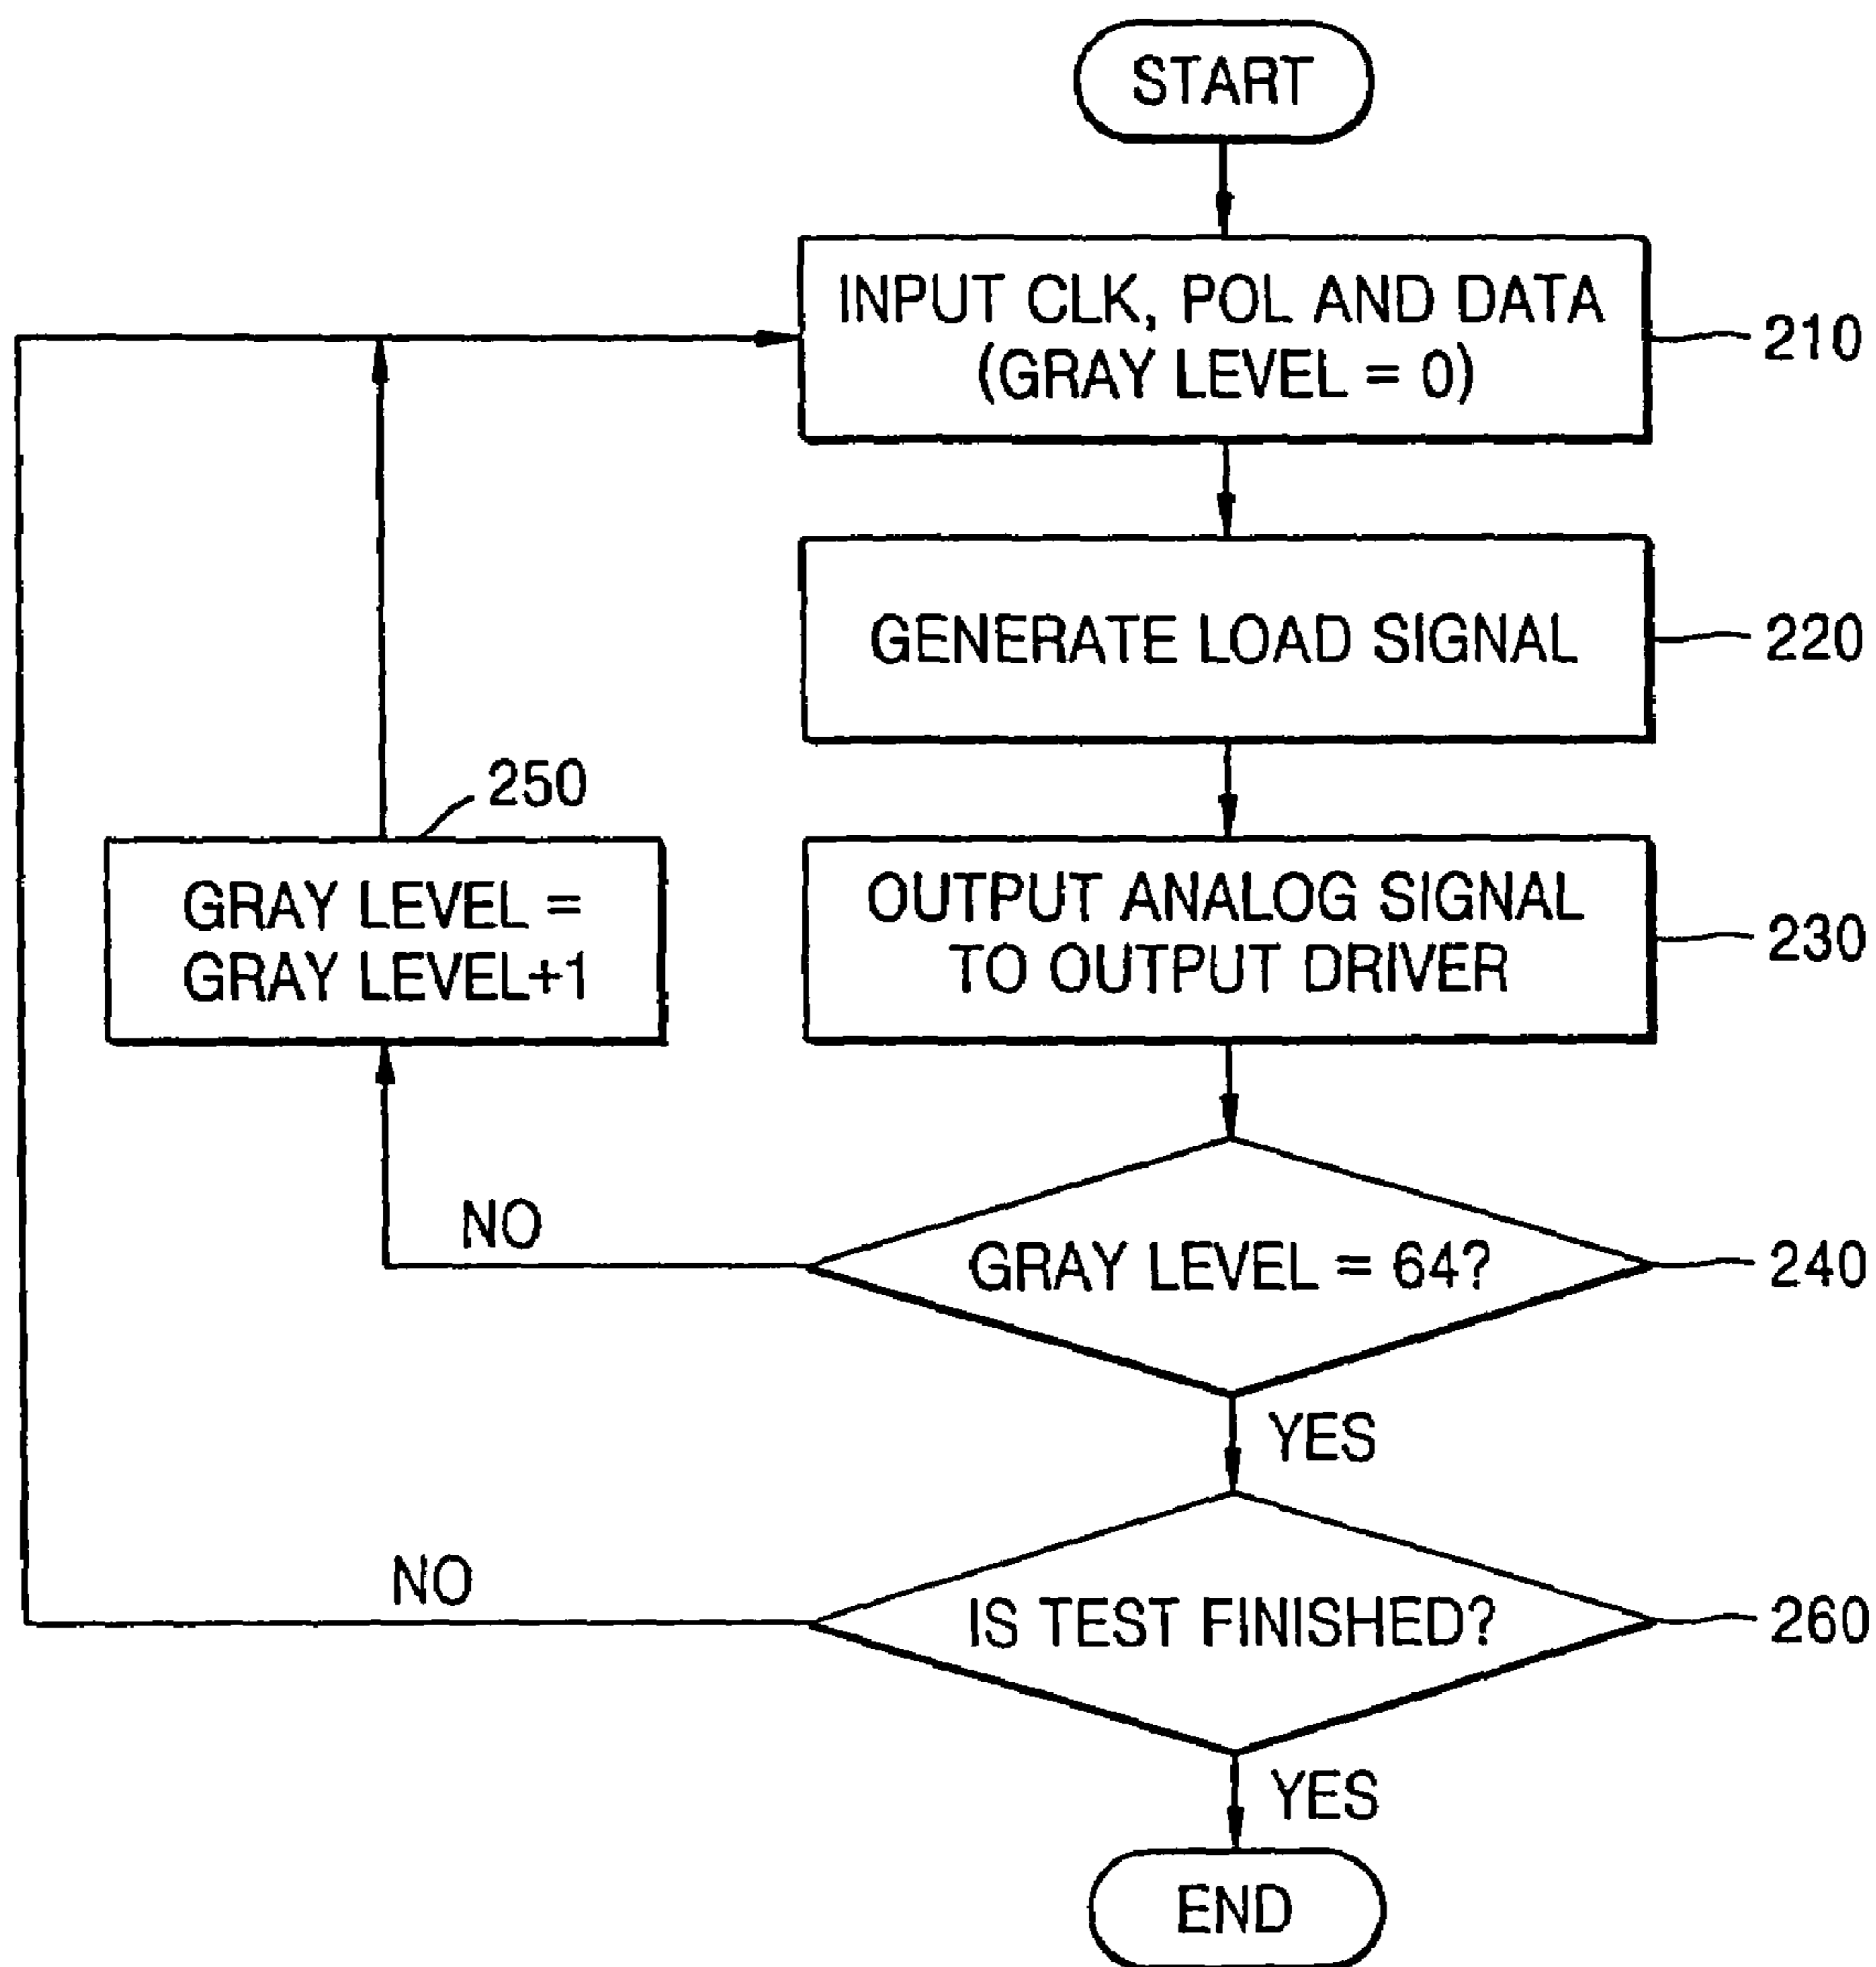 START
INPUT CLK, POL AND DATA
(GRAY LEVEL = 0)
210
GENERATE LOAD SIGNAL
220
250
GRAY LEVEL =
GRAY LEVEL+1
OUTPUT ANALOG SIGNAL
TO OUTPUT DRIVER
230
NO
GRAY LEVEL = 64?
240
YES
NO
IS TEST FINISHED?
260
YES
END